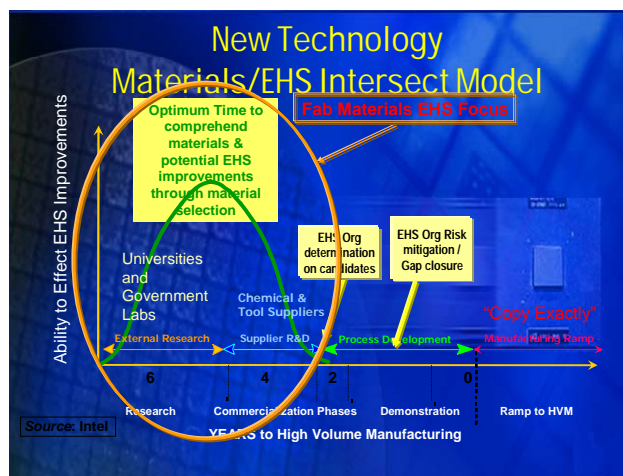 New Technology
Materials/EHS Intersect Model
Ability to Effect EHS Improvements
Optimum Time to
comprehend
materials &
potential EHS
improvements
through material
selection
Fab Materials EHS Focus
EHS Org
determination
on candidates
EHS Org Risk
mitigation /
Gap closure
Universities
and
Government
Labs
Chemical &
Tool Suppliers
"Copy Exactly"
External Research
Supplier R&D
Process Development
Manufacturing Ramp
6
4
2
0
Research
Commercialization Phases
Demonstration
Ramp to HVM
Source: Intel
YEARS to High Volume Manufacturing